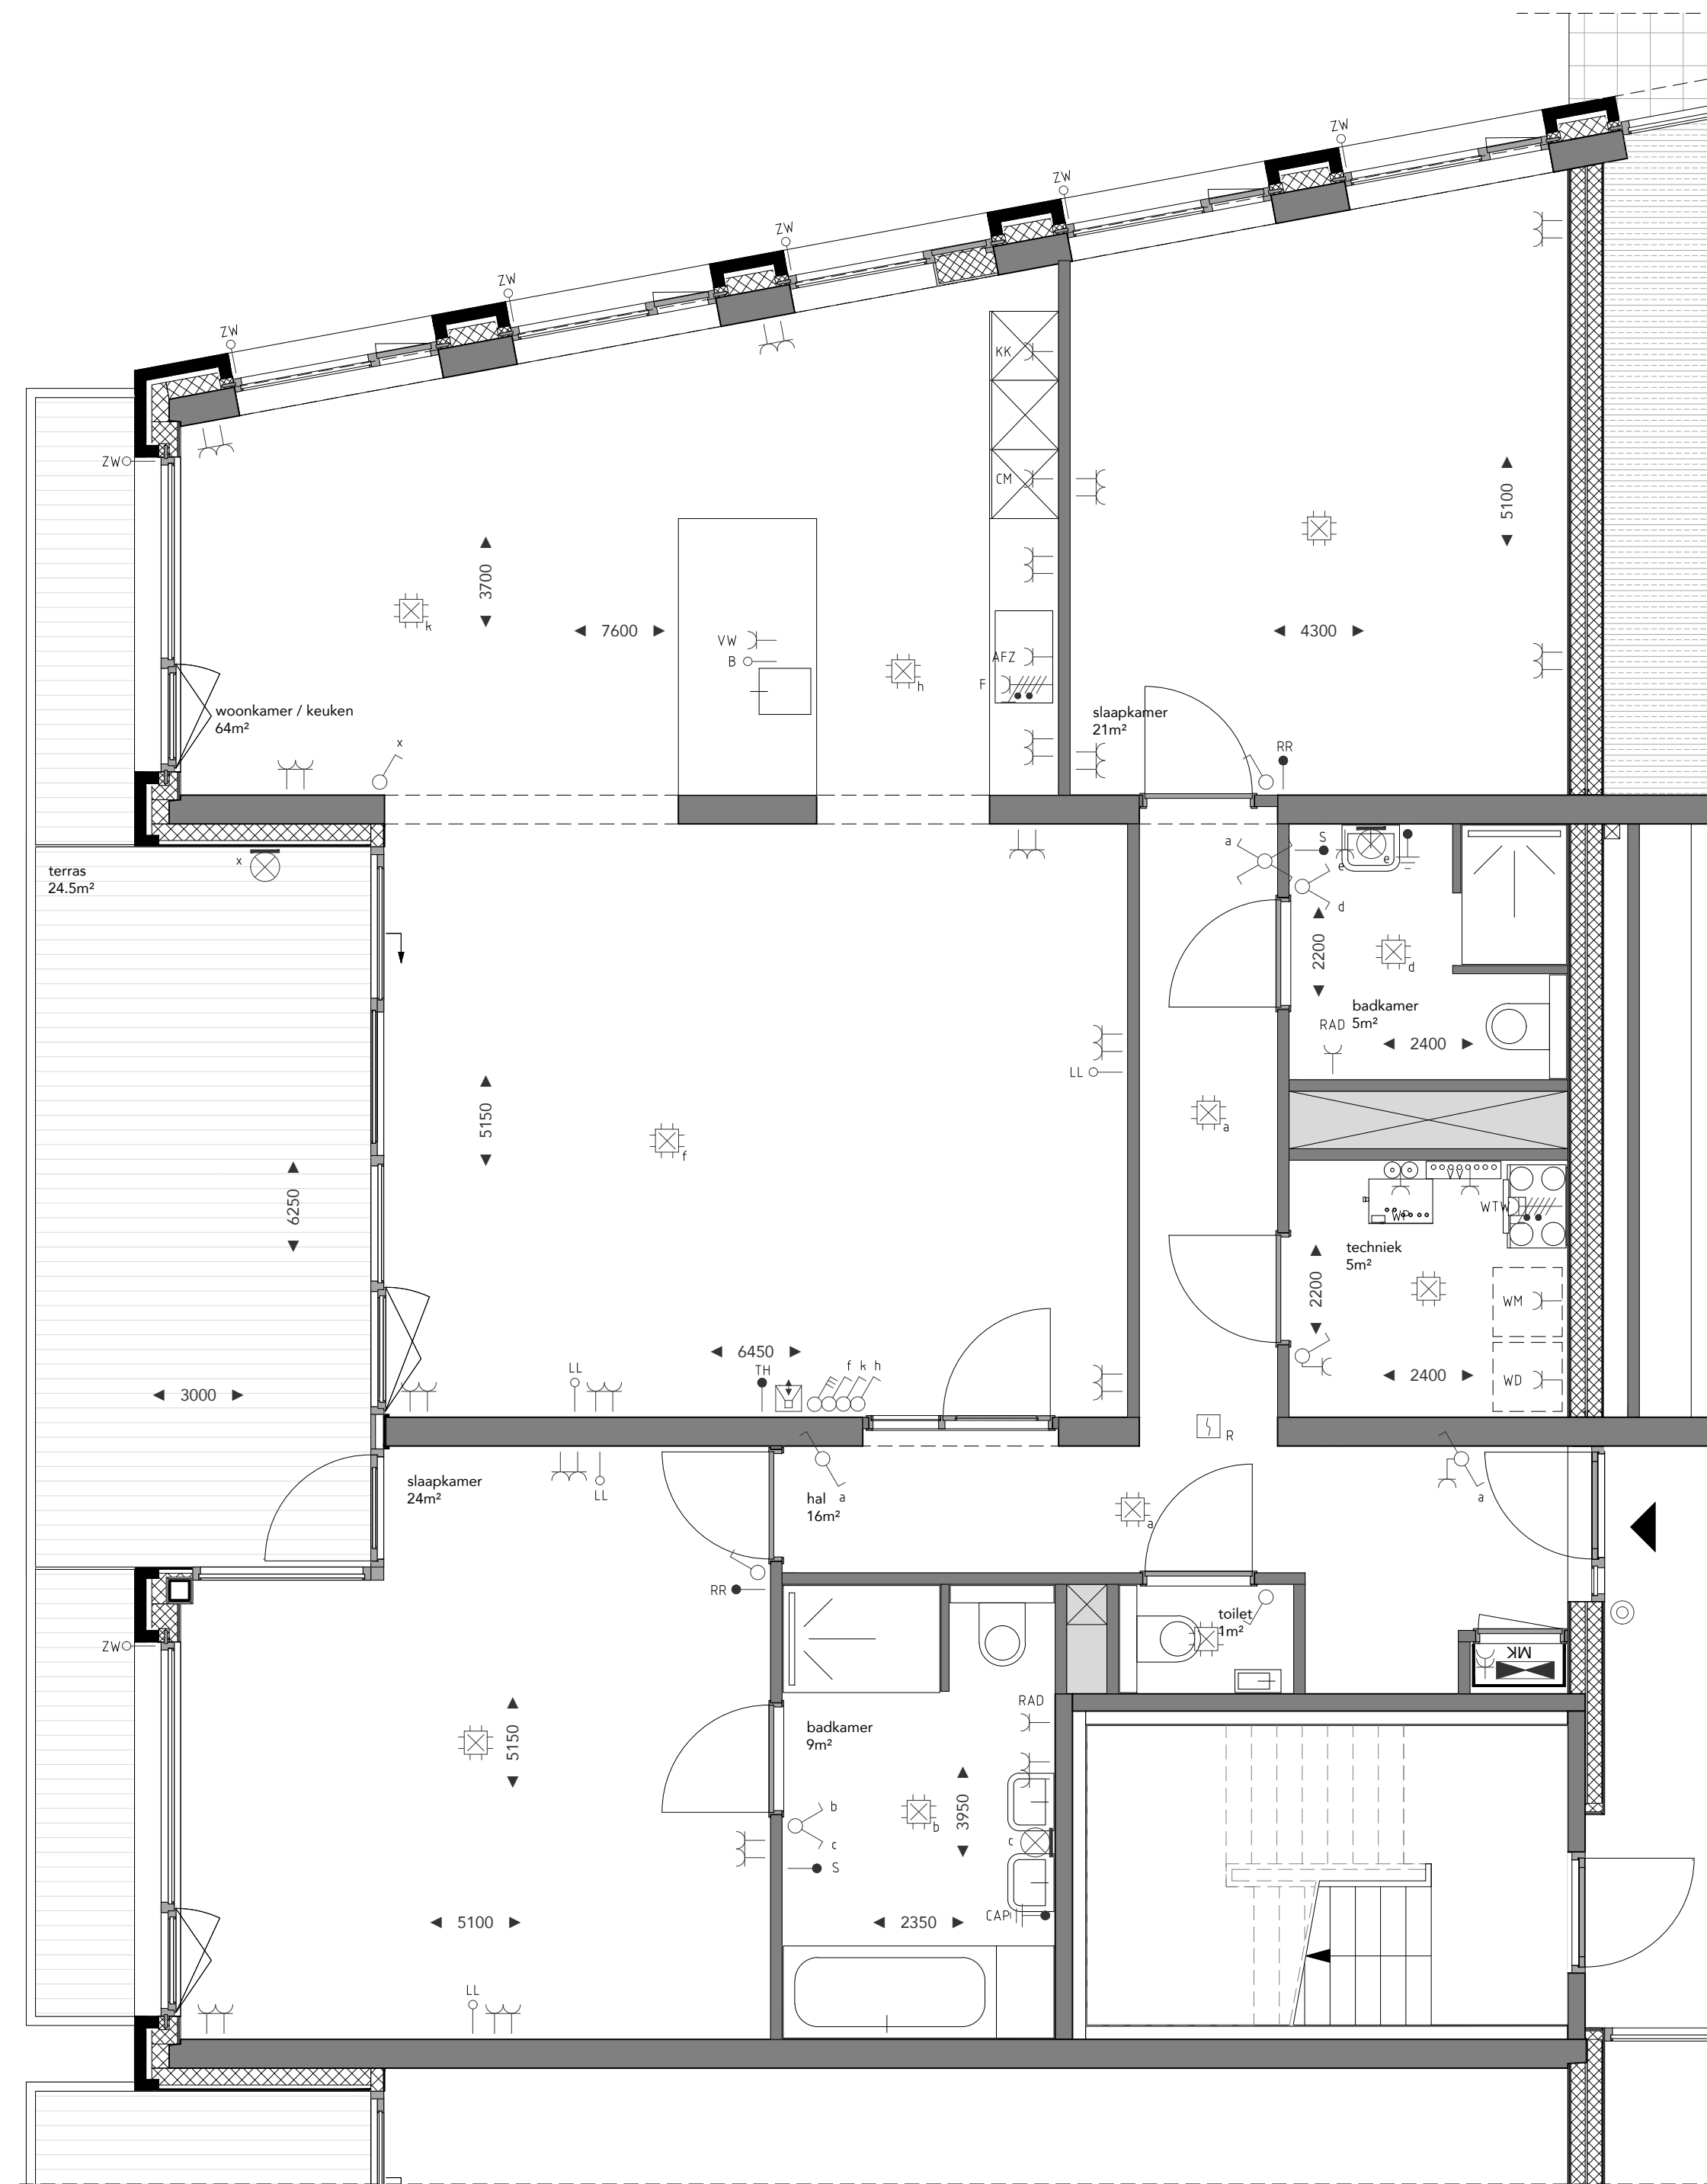 ZW
ZW
ZW
ZW
ZW
KK
ZW
CM
5100
3700
7600
4300
k
VW
B
AFZ
h
F
woonkamer / keuken
64m²
slaapkamer
21m²
x
RR
terras
24.5m²
x
a
S
e
e
d
2200
d
badkamer
5m²
RAD
2400
LL
5150
a
f
6250
WP
WTW
techniek
5m²
2200
WM
6450
LL
TH
f k h
3000
2400
WD
R
slaapkamer
24m²
LL
hal
16m²
a
a
a
RR
toilet
1m²
ZW
MK
RAD
badkamer
9m²
5150
3950
b
b
c
c
S
CAP
5100
2350
LL